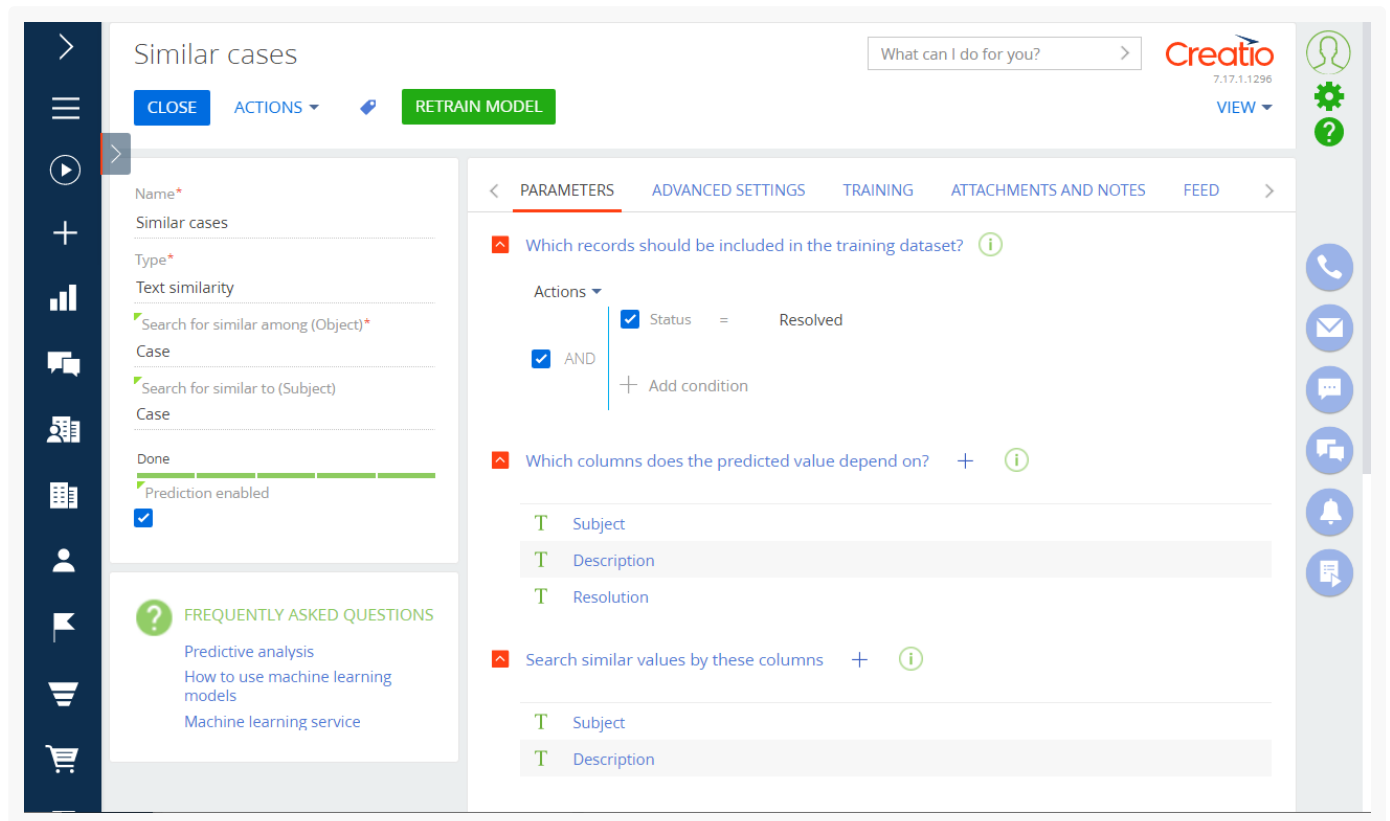 Similar cases
What can I do for you?
Creatio
7.17.1.1296
CLOSE
ACTIONS
RETRAIN MODEL
VIEW
Name*
Similar cases
Type*
Text similarity
Search for similar among (Object)*
Case
Search for similar to (Subject)
Case
Done
Prediction enabled
FREQUENTLY ASKED QUESTIONS
Predictive analysis
How to use machine learning
models
Machine learning service
PARAMETERS
ADVANCED SETTINGS
TRAINING
ATTACHMENTS AND NOTES
FEED
Which records should be included in the training dataset?
Actions
Status = Resolved
AND
Add condition
Which columns does the predicted value depend on?
T Subject
T Description
T Resolution
Search similar values by these columns
T Subject
T Description